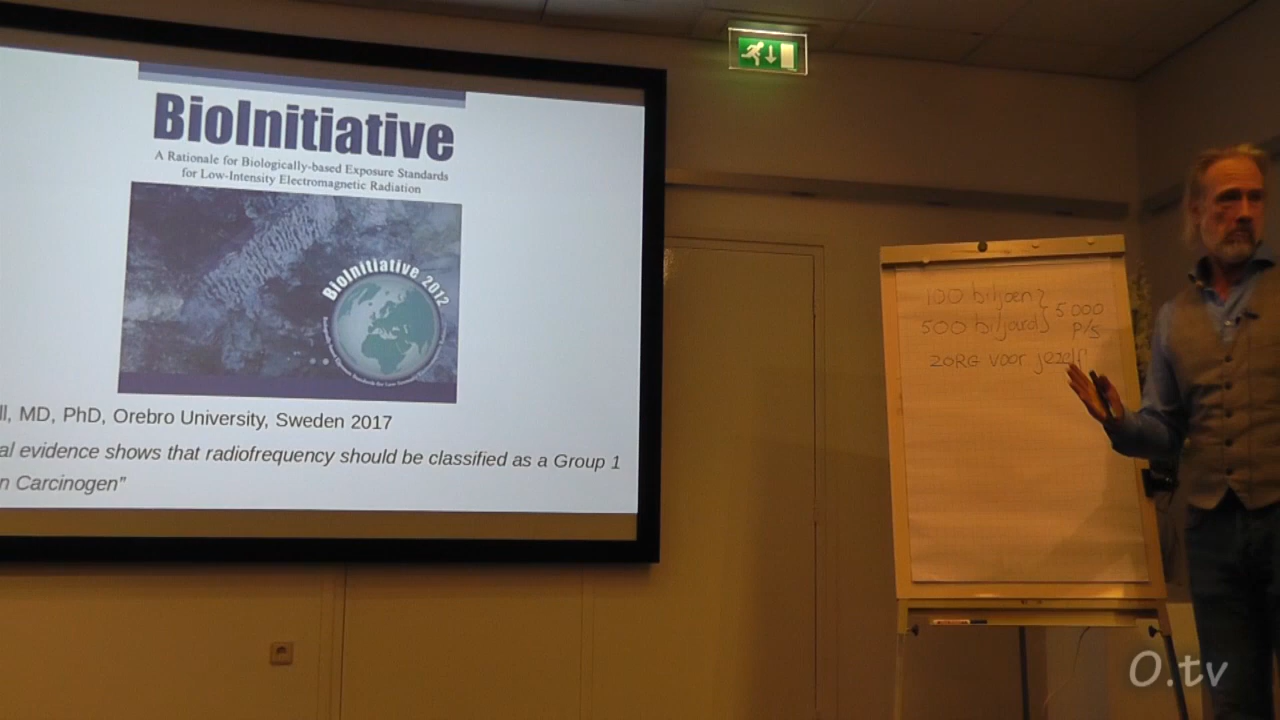 BioInitiative
A Rationale for Biologically-based Exposure Standards
for Low-Intensity Electromagnetic Radiation
BioInitiative 2012
ll, MD, PhD, Orebro University, Sweden 2017
al evidence shows that radiofrequency should be classified as a Group 1
n Carcinogen"
100 biljoen
500 biljard
5.000
P/s
ZORG voor jezelf
O.tv